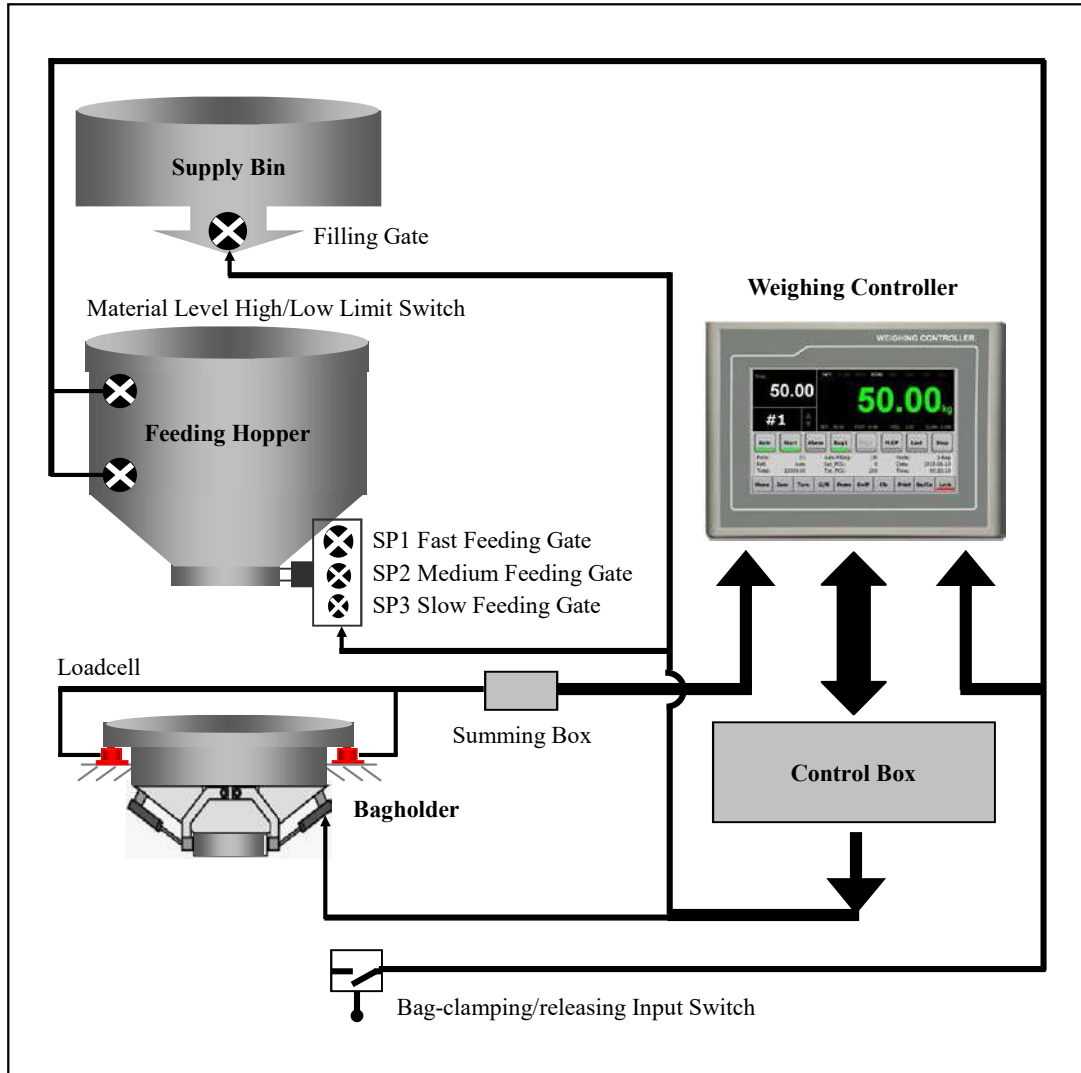 Supply Bin
Filling Gate
Material Level High/Low Limit Switch
Weighing Controller
WEIGHING CONTROLLER
50.00
50.00 kg
#1
Feeding Hopper
SP1 Fast Feeding Gate
SP2 Medium Feeding Gate
SP3 Slow Feeding Gate
Loadcell
Summing Box
Control Box
Bagholder
Bag-clamping/releasing Input Switch